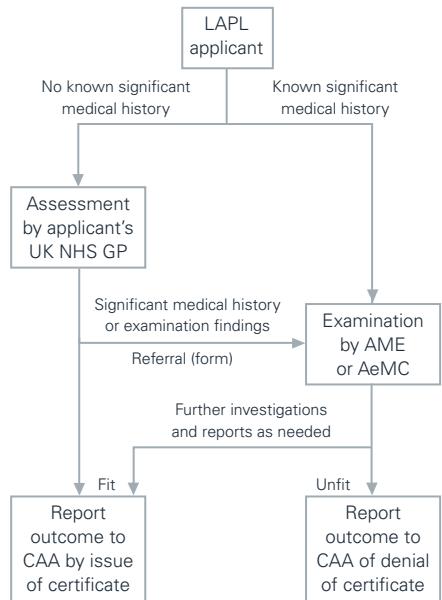 LAPL
applicant
No known significant
medical history
Known significant
medical history
Assessment
by applicant's
UK NHS GP
Significant medical history
or examination findings
Referral (form)
Examination
by AME
or AeMC
Further investigations
and reports as needed
Fit
Unfit
Report
outcome to
CAA by issue
of certificate
Report
outcome to
CAA of denial
of certificate